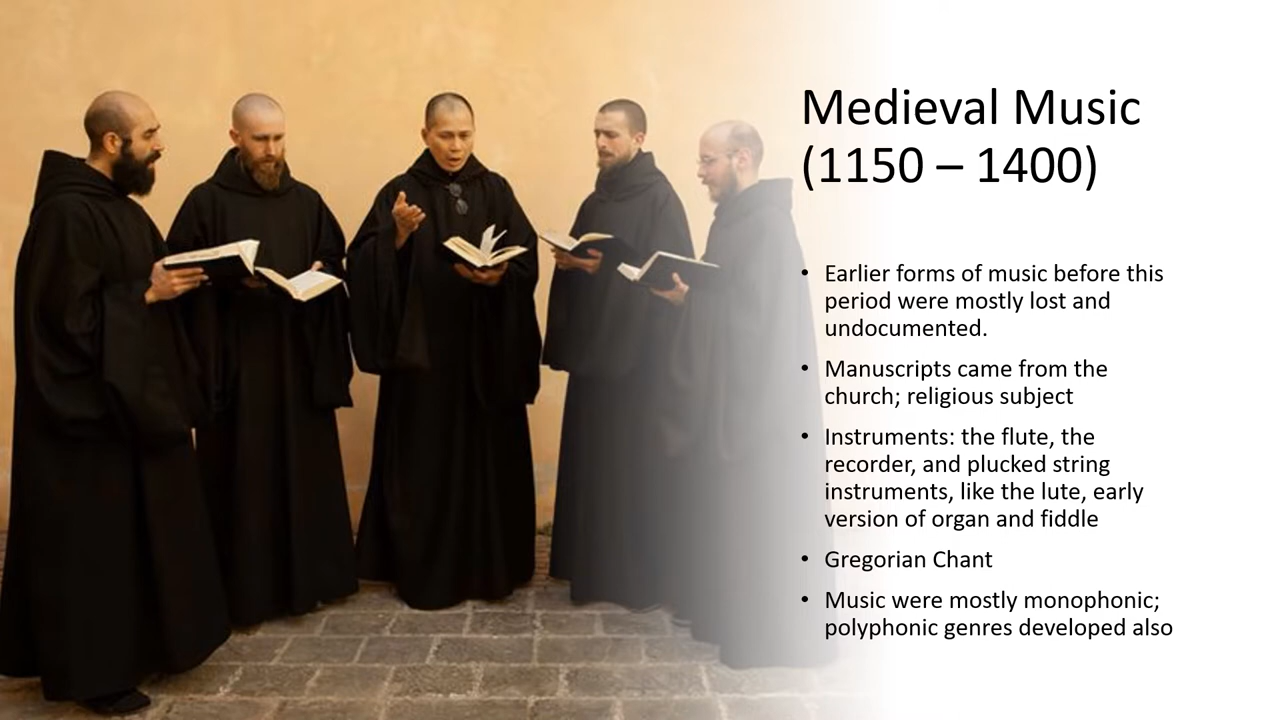 Medieval Music
(1150 – 1400)
• Earlier forms of music before this
period were mostly lost and
undocumented.
• Manuscripts came from the
church; religious subject
• Instruments: the flute, the
recorder, and plucked string
instruments, like the lute, early
version of organ and fiddle
• Gregorian Chant
• Music were mostly monophonic;
polyphonic genres developed also